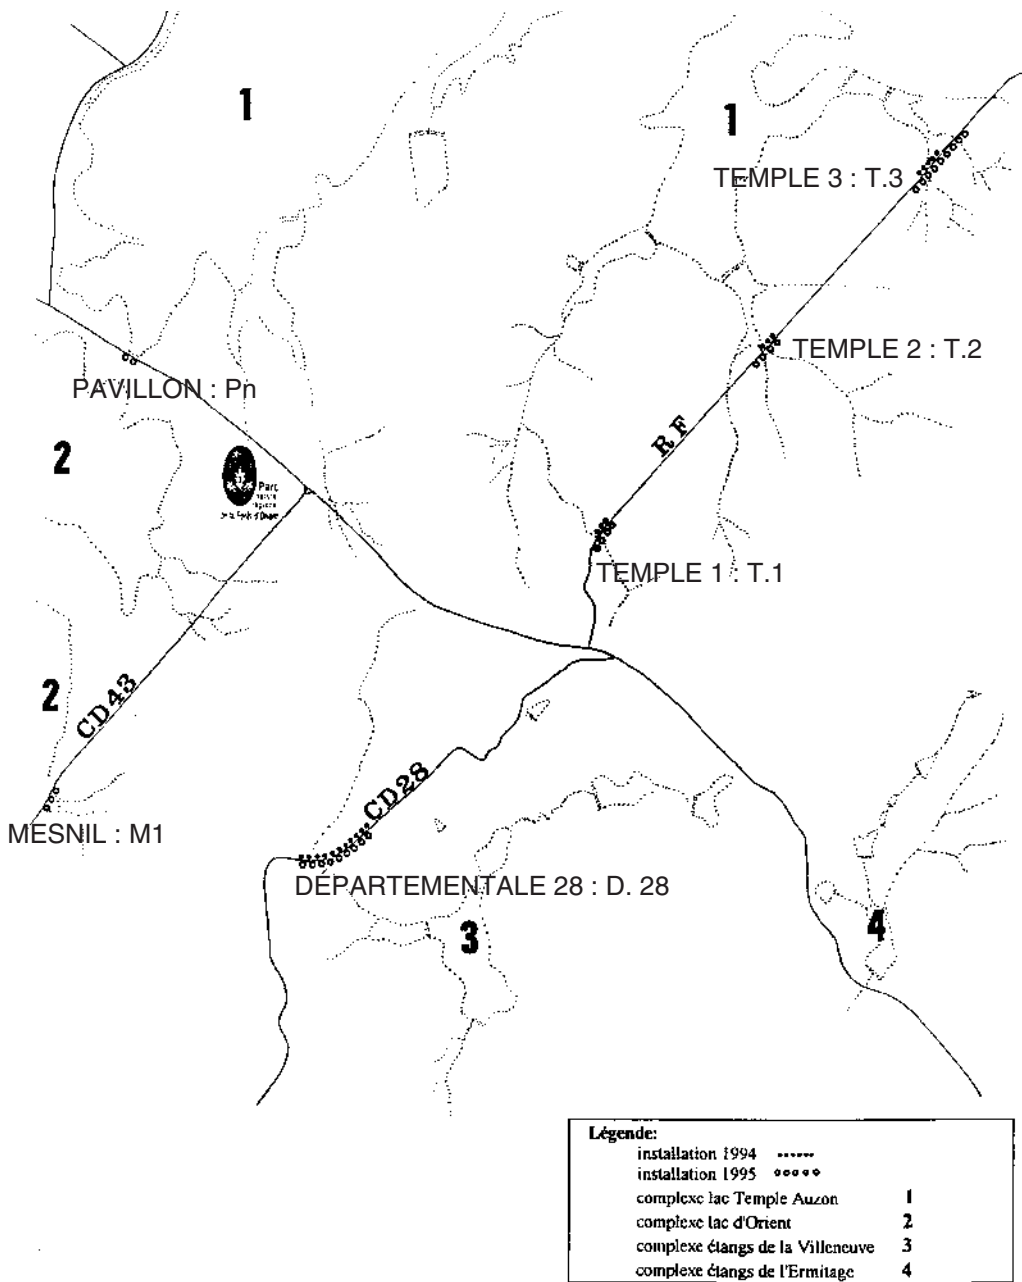 1
1
TEMPLE 3 : T.3
TEMPLE 2 : T.2
PAVILLON : Pn
RF
2
Parc
TEMPLE 1 : T.1
2
CD43
CD28
MESNIL : M1
DÉPARTEMENTALE 28 : D. 28
3
4
Légende:
installation 1994
installation 1995
complexe lac Temple Auzon 1
complexe lac d'Orient 2
complexe étangs de la Villeneuve 3
complexe étangs de l'Ermitage 4